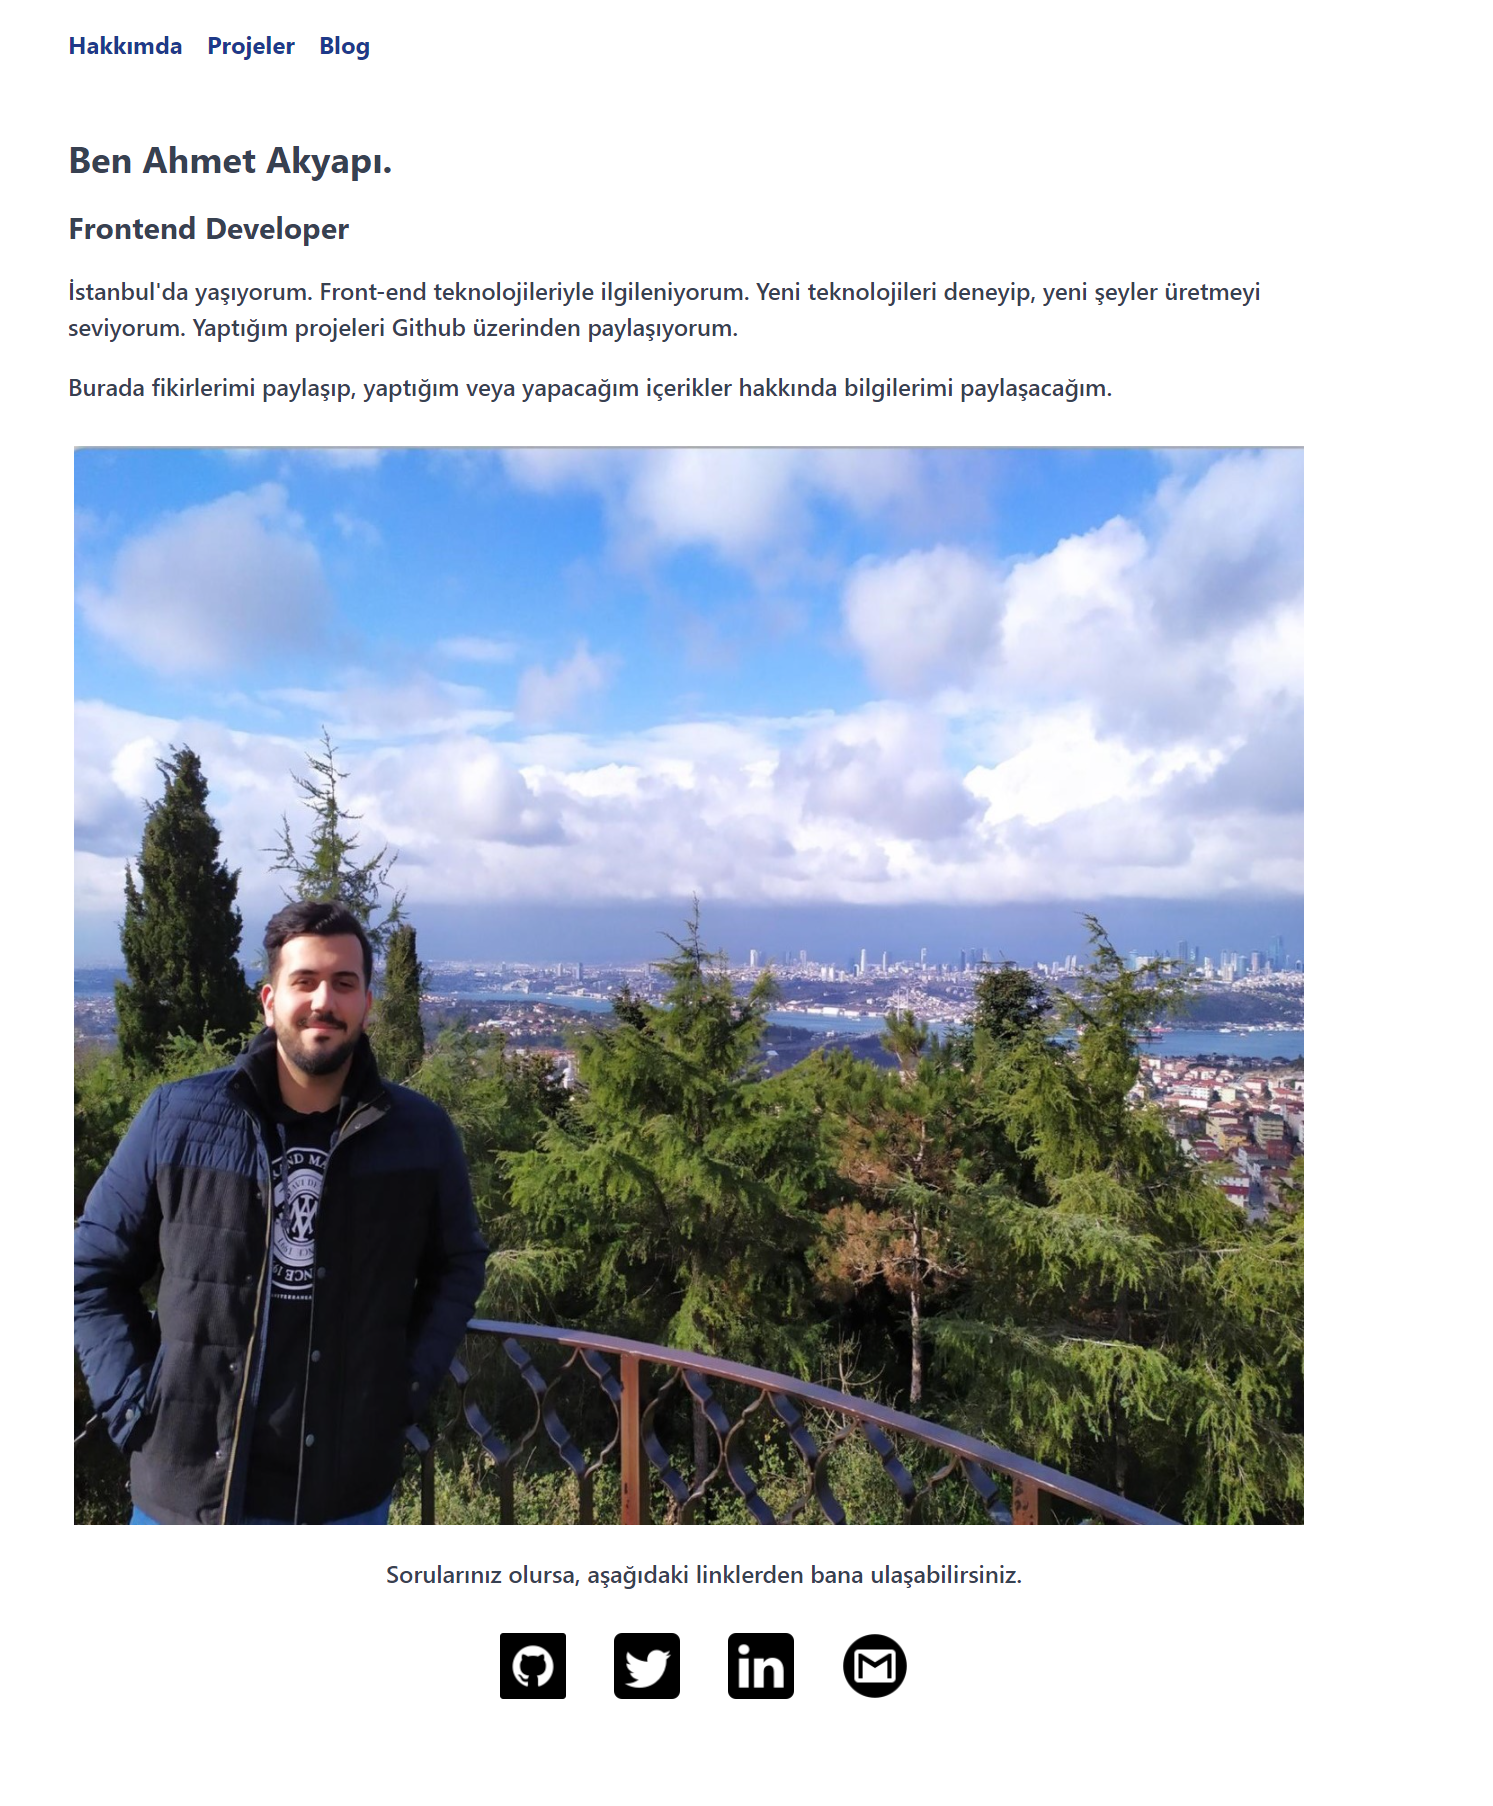 Hakkımda Projeler Blog
Ben Ahmet Akyapı.
Frontend Developer
İstanbul'da yaşıyorum. Front-end teknolojileriyle ilgileniyorum. Yeni teknolojileri deneyip, yeni şeyler üretmeyi
seviyorum. Yaptığım projeleri Github üzerinden paylaşıyorum.
Burada fikirlerimi paylaşıp, yaptığım veya yapacağım içerikler hakkında bilgilerimi paylaşacağım.
Sorularınız olursa, aşağıdaki linklerden bana ulaşabilirsiniz.
in